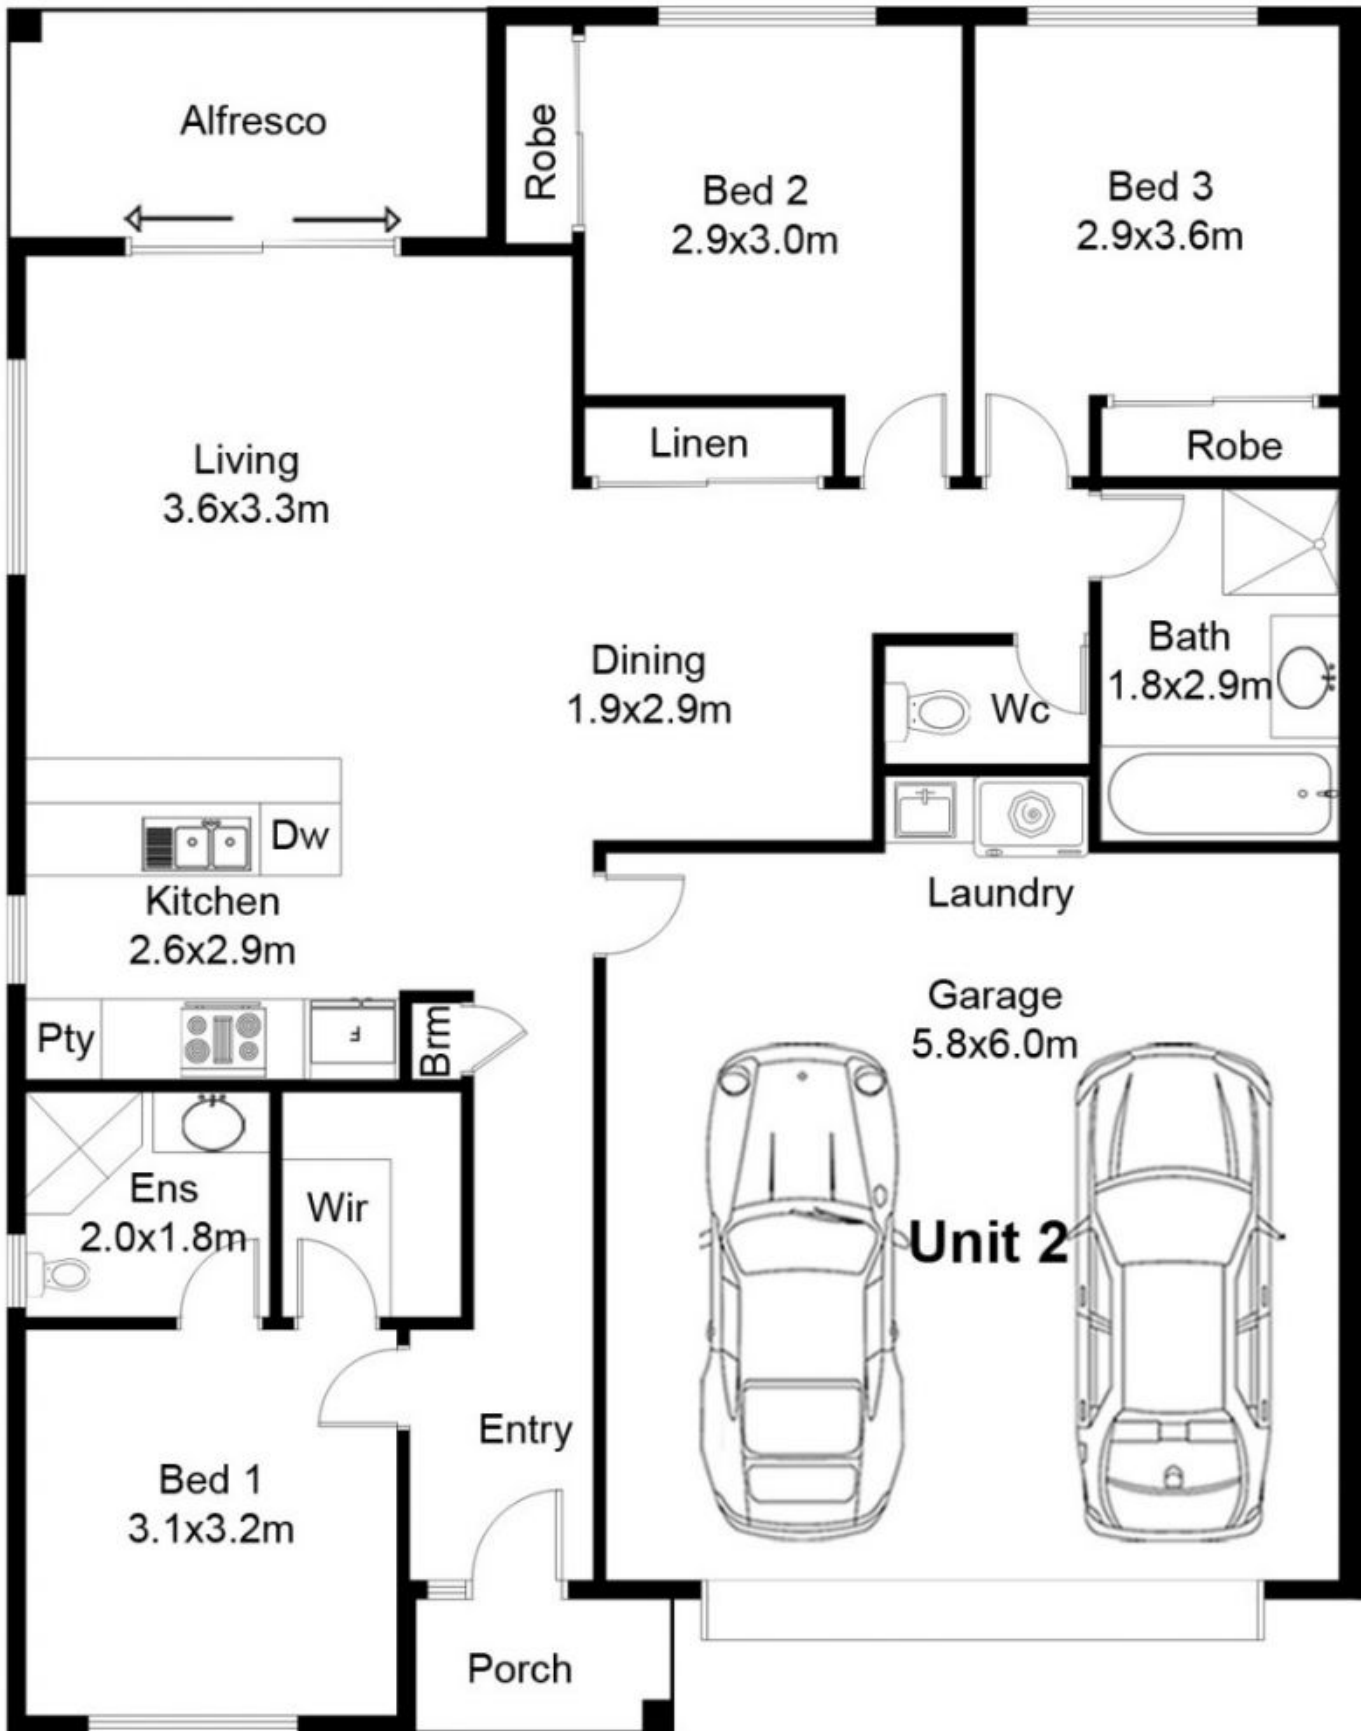 Alfresco
Robe
Bed 2
2.9x3.0m
Bed 3
2.9x3.6m
Living
3.6x3.3m
Linen
Robe
Dining
1.9x2.9m
Wc
Bath
1.8x2.9m
Dw
Kitchen
2.6x2.9m
Laundry
Pty
F
Brm
Garage
5.8x6.0m
Ens
2.0x1.8m
Wir
Unit 2
Entry
Bed 1
3.1x3.2m
Porch